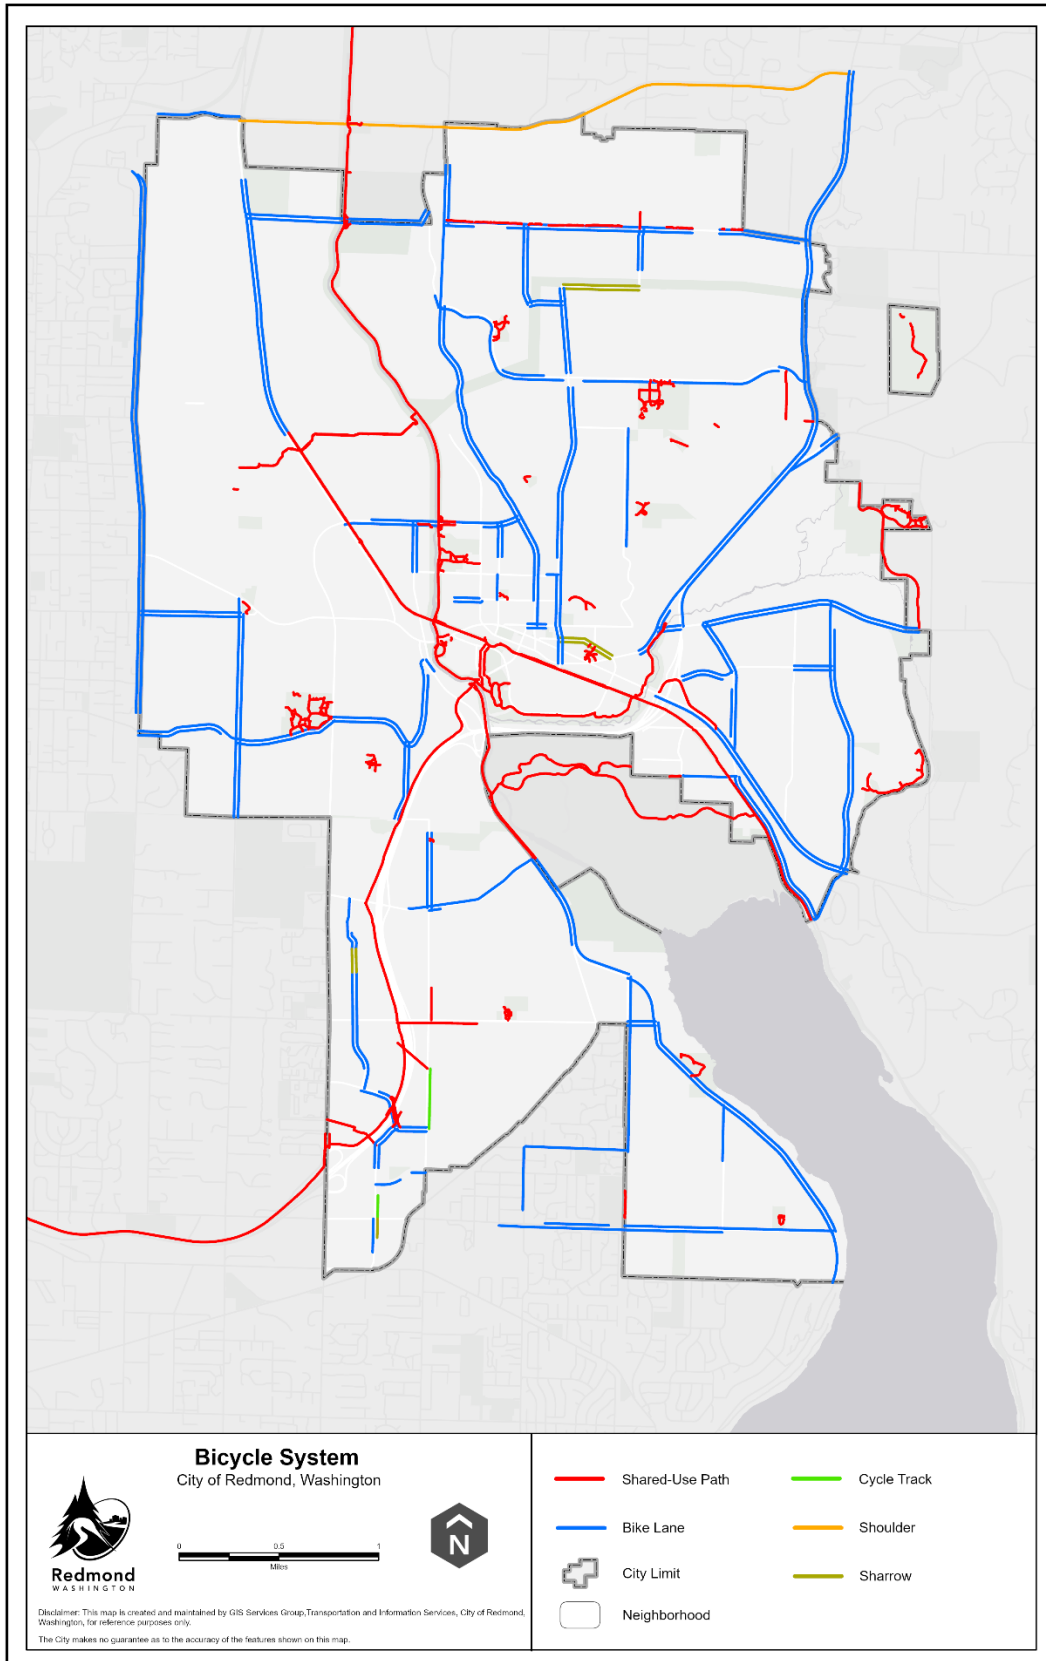 Bicycle System
City of Redmond, Washington
0 0.5 1
Miles
N
Redmond
WASHINGTON
Disclaimer: This map is created and maintained by GIS Services Group,Transportation and Information Services, City of Redmond,
Washington, for reference purposes only.
The City makes no guarantee as to the accuracy of the features shown on this map.
Shared-Use Path
Cycle Track
Bike Lane
Shoulder
City Limit
Sharrow
Neighborhood